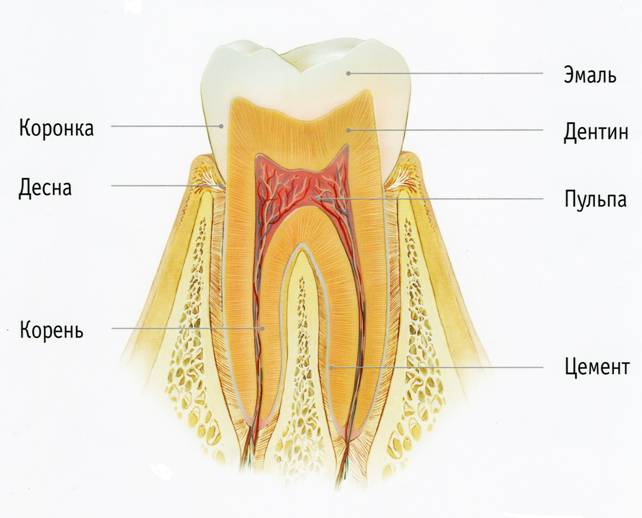 Эмаль
Коронка
Дентин
Десна
Пульпа
Корень
Цемент